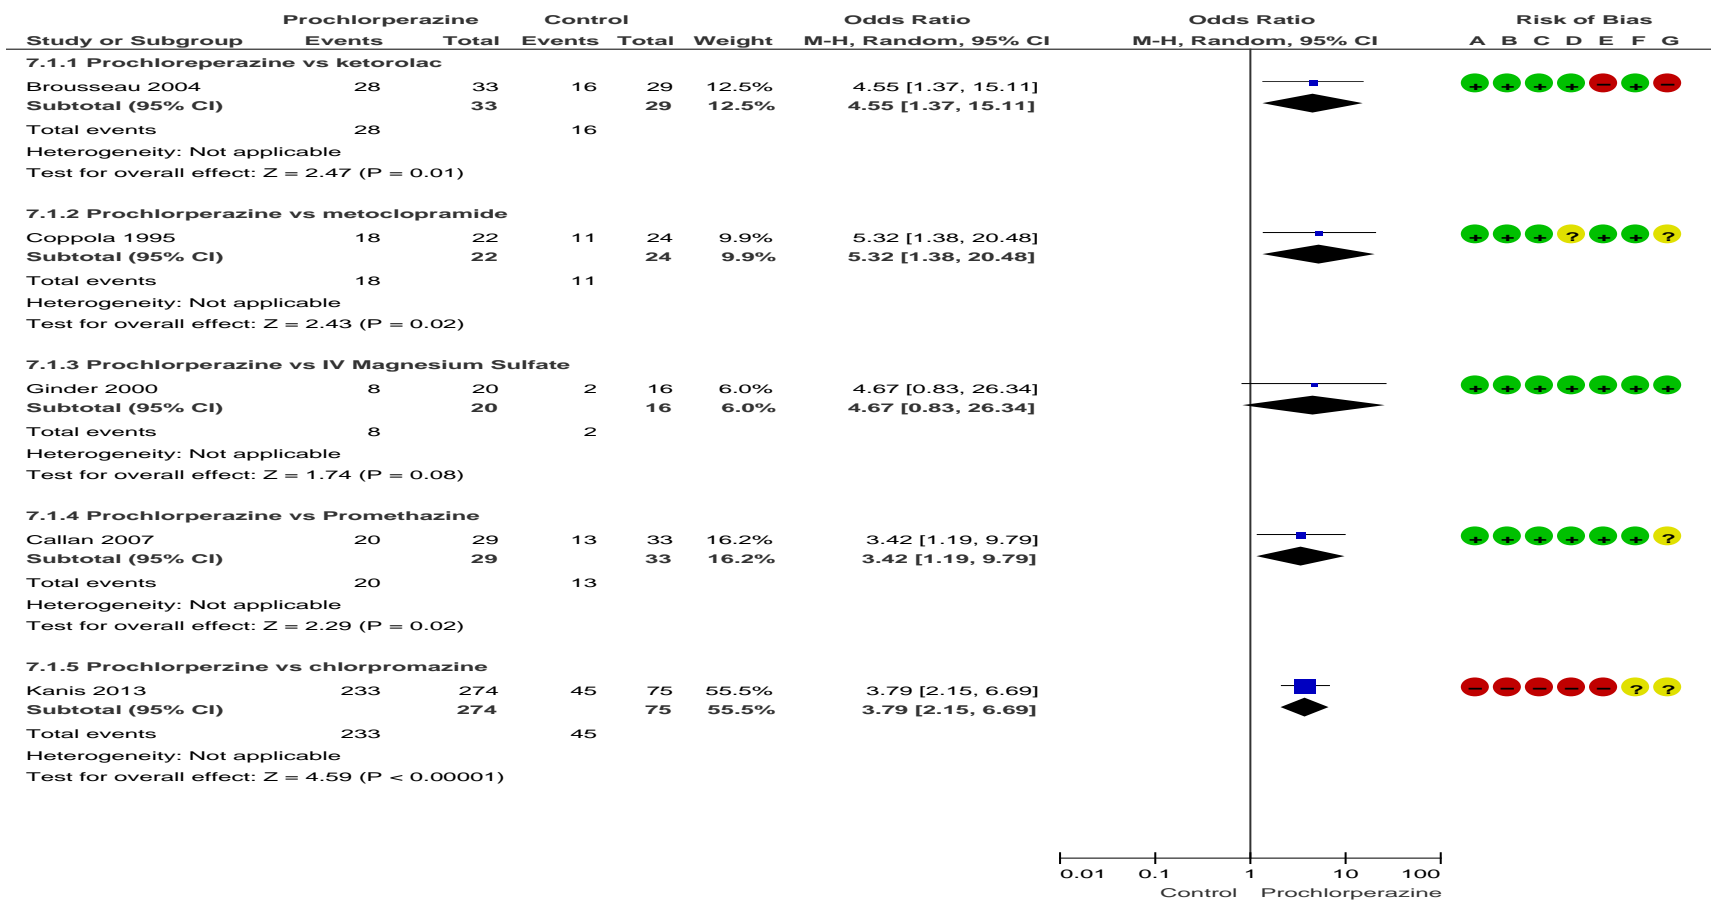 Prochlorperazine Control Odds Ratio Odds Ratio Risk of Bias
Study or Subgroup Events Total Events Total Weight M-H, Random, 95% CI M-H, Random, 95% CI A B C D E F G
7.1.1 Prochloreperazine vs ketorolac
Brousseau 2004 28 33 16 29 12.5% 4.55 [1.37, 15.11] + + + + − + −
Subtotal (95% CI) 33 29 12.5% 4.55 [1.37, 15.11]
Total events 28 16
Heterogeneity: Not applicable
Test for overall effect: Z = 2.47 (P = 0.01)
7.1.2 Prochlorperazine vs metoclopramide
Coppola 1995 18 22 11 24 9.9% 5.32 [1.38, 20.48] + + + ? + + ?
Subtotal (95% CI) 22 24 9.9% 5.32 [1.38, 20.48]
Total events 18 11
Heterogeneity: Not applicable
Test for overall effect: Z = 2.43 (P = 0.02)
7.1.3 Prochlorperazine vs IV Magnesium Sulfate
Ginder 2000 8 20 2 16 6.0% 4.67 [0.83, 26.34] + + + + + + +
Subtotal (95% CI) 20 16 6.0% 4.67 [0.83, 26.34]
Total events 8 2
Heterogeneity: Not applicable
Test for overall effect: Z = 1.74 (P = 0.08)
7.1.4 Prochlorperazine vs Promethazine
Callan 2007 20 29 13 33 16.2% 3.42 [1.19, 9.79] + + + + + + ?
Subtotal (95% CI) 29 33 16.2% 3.42 [1.19, 9.79]
Total events 20 13
Heterogeneity: Not applicable
Test for overall effect: Z = 2.29 (P = 0.02)
7.1.5 Prochlorperzine vs chlorpromazine
Kanis 2013 233 274 45 75 55.5% 3.79 [2.15, 6.69] − − − − − ? ?
Subtotal (95% CI) 274 75 55.5% 3.79 [2.15, 6.69]
Total events 233 45
Heterogeneity: Not applicable
Test for overall effect: Z = 4.59 (P < 0.00001)
0.01 0.1 1 10 100
Control Prochlorperazine